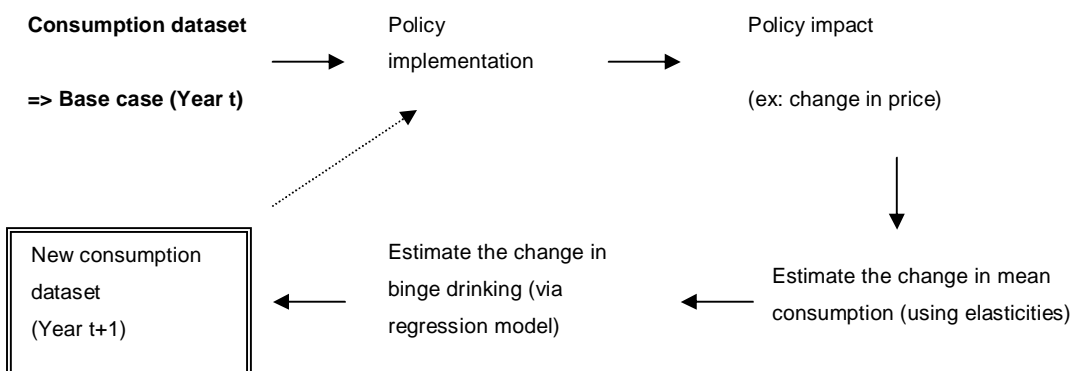 Consumption dataset
=> Base case (Year t)
Policy
implementation
Policy impact
(ex: change in price)
Estimate the change in mean
consumption (using elasticities)
Estimate the change in
binge drinking (via
regression model)
New consumption
dataset
(Year t+1)